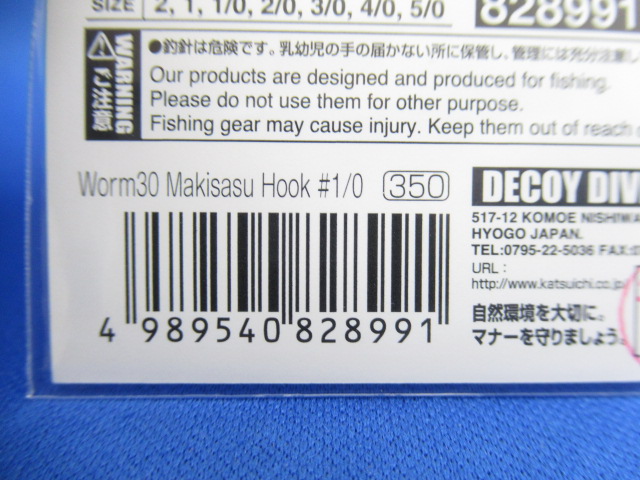 SIZE 2, 1, 1/0, 2/0, 3/0, 4/0, 5/0
828991
WARNING
ご注意
●釣針は危険です。乳幼児の手の届かない所に保管し、管理には充分注意し
Our products are designed and produced for fishing.
Please do not use them for other purpose.
Fishing gear may cause injury. Keep them out of reach
Worm30 Makisasu Hook #1/0 350
4 989540 828991
DECOY DIV
517-12 KOMOE NISHIW
HYOGO JAPAN.
TEL:0795-22-5036 FAX:0
URL :
http://www.katsuichi.co.jp
自然環境を大切に。
マナーを守りましょう。